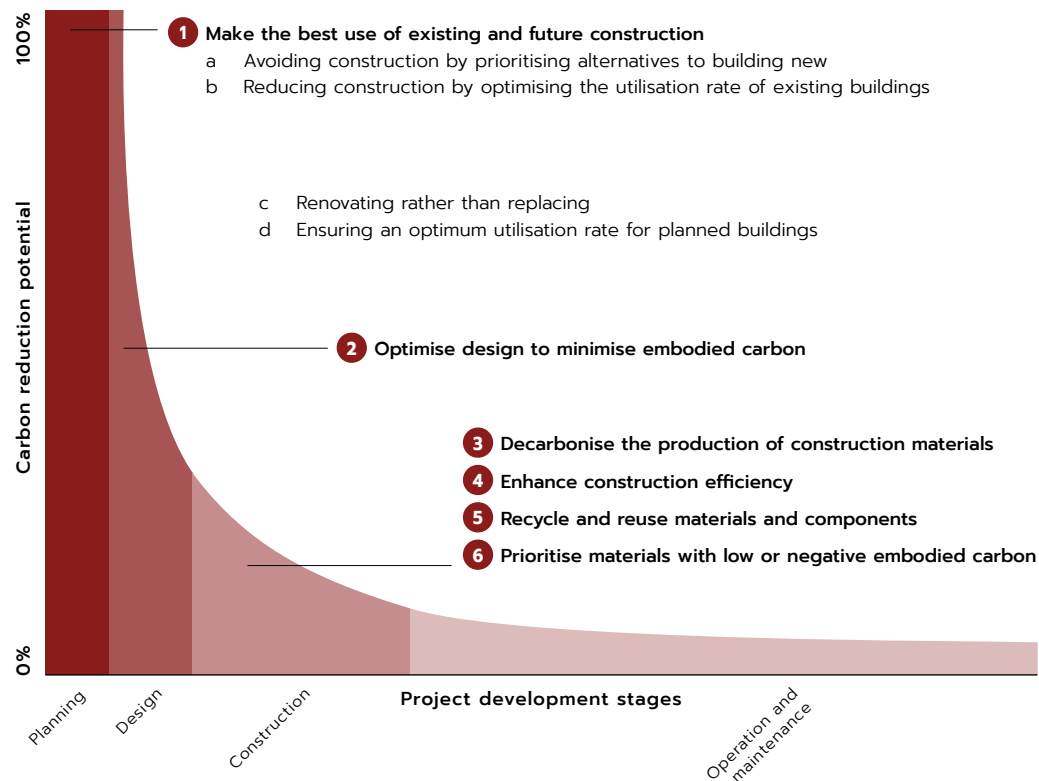 100%
1 Make the best use of existing and future construction
a Avoiding construction by prioritising alternatives to building new
b Reducing construction by optimising the utilisation rate of existing buildings
c Renovating rather than replacing
d Ensuring an optimum utilisation rate for planned buildings
Carbon reduction potential
2 Optimise design to minimise embodied carbon
3 Decarbonise the production of construction materials
4 Enhance construction efficiency
5 Recycle and reuse materials and components
6 Prioritise materials with low or negative embodied carbon
0%
Planning
Design
Construction
Project development stages
Operation and
maintenance